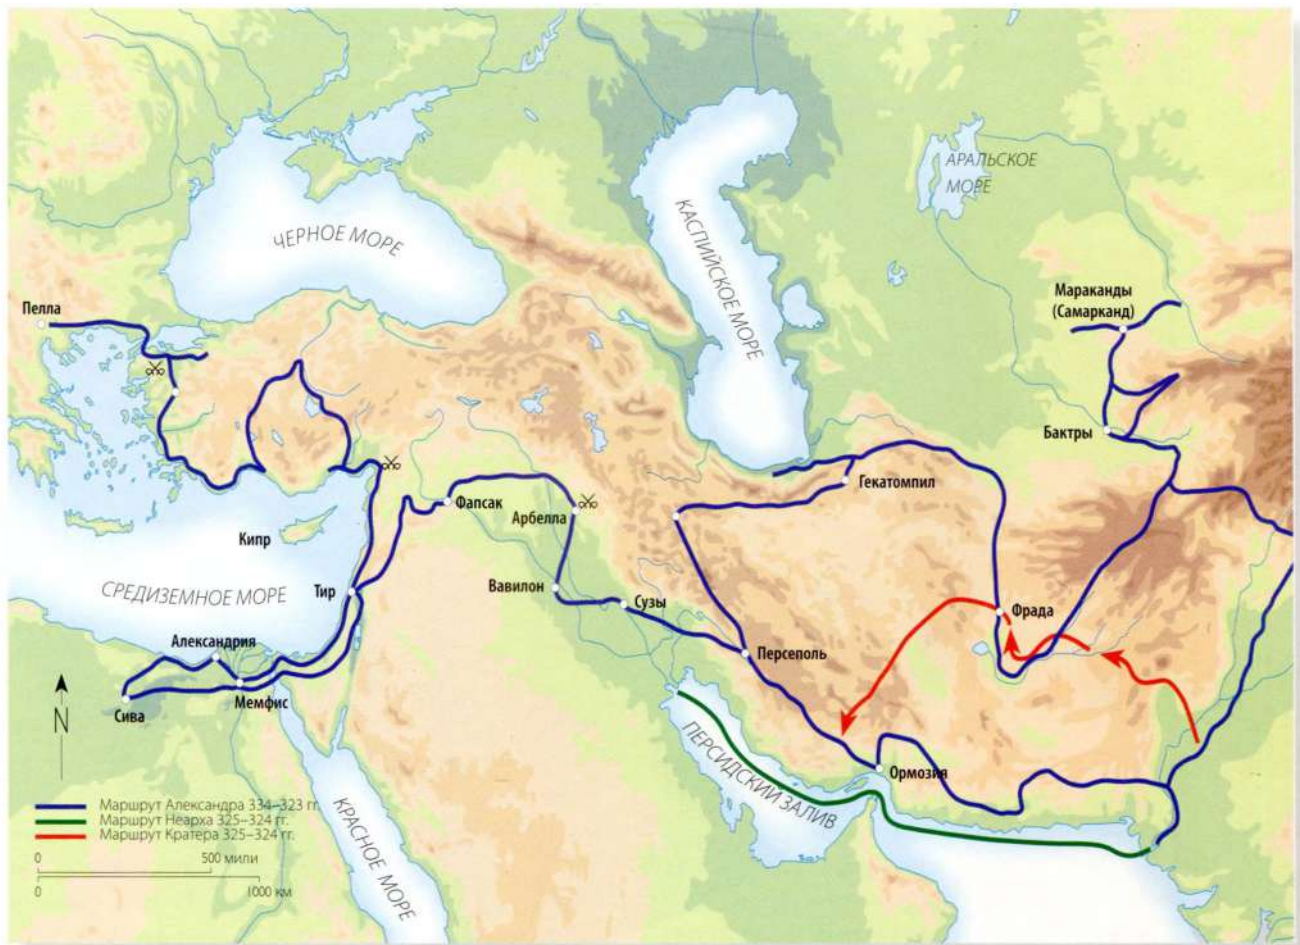 ЧЕРНОЕ МОРЕ
КАСПИЙСКОЕ МОРЕ
АРАЛЬСКОЕ
МОРЕ
Пелла
Мараканды
(Самарканд)
Бактры
Гекатомпил
Фапсак
Арбелла
Кипр
СРЕДИЗЕМНОЕ МОРЕ
Тир
Вавилон
Сузы
Фрада
Александрия
Персеполь
Сива
Мемфис
N
ПЕРСИДСКИЙ ЗАЛИВ
Ормозия
КРАСНОЕ МОРЕ
Маршрут Александра 334–323 гг.
Маршрут Неарха 325–324 гг.
Маршрут Кратера 325–324 гг.
0 500 мили
0 1000 км